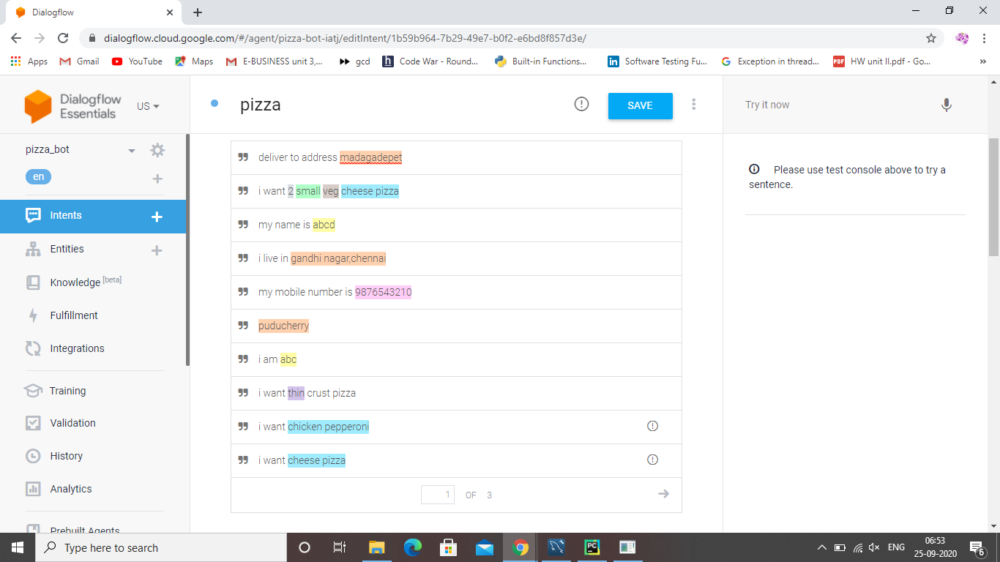 Dialogflow
dialogflow.cloud.google.com/#/agent/pizza-bot-iatj/editIntent/1b59b964-7b29-49e7-b0f2-e6bd8f857d3e/
Apps Gmail YouTube Maps E-BUSINESS unit 3,... gcd Code War - Round... Built-in Functions... Software Testing Fu... Exception in thread... HW unit II.pdf - Go... »
Dialogflow
Essentials
US
pizza
SAVE
Try it now
pizza_bot
en
Intents
Entities
Knowledge [beta]
Fulfillment
Integrations
Training
Validation
History
Analytics
Prebuilt Agents
deliver to address madagadepet
i want 2 small veg cheese pizza
my name is abcd
i live in gandhi nagar,chennai
my mobile number is 9876543210
puducherry
i am abc
i want thin crust pizza
i want chicken pepperoni
i want cheese pizza
1 OF 3
Please use test console above to try a
sentence.
Type here to search
PC
ENG
06:53
25-09-2020
6